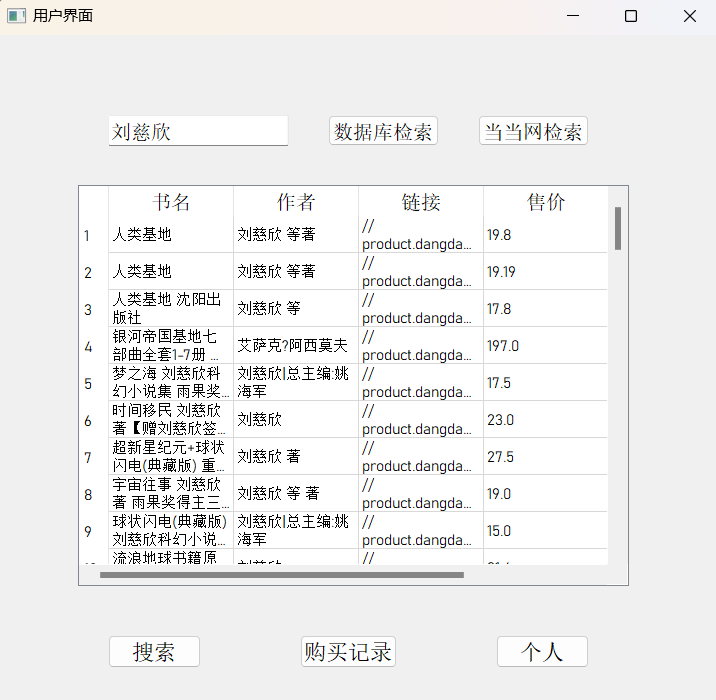 用户界面
刘慈欣 数据库检索 当当网检索
书名 作者 链接 售价
1 人类基地 刘慈欣 等著 // product.dangda... 19.8
2 人类基地 刘慈欣 等著 // product.dangda... 19.19
3 人类基地 沈阳出 刘慈欣 等 // product.dangda... 17.8
版社
4 银河帝国基地七 艾萨克?阿西莫夫 // product.dangda... 197.0
部曲全套1-7册 ...
5 梦之海 刘慈欣科 刘慈欣|总主编:姚 // product.dangda... 17.5
幻小说集 雨果奖... 海军
6 时间移民 刘慈欣 刘慈欣 // product.dangda... 23.0
著【赠刘慈欣签...
7 超新星纪元+球状 刘慈欣 著 // product.dangda... 27.5
闪电(典藏版) 重...
8 宇宙往事 刘慈欣 刘慈欣 等 著 // product.dangda... 19.0
著 雨果奖得主三...
9 球状闪电(典藏版) 刘慈欣|总主编:姚 // product.dangda... 15.0
刘慈欣科幻小说... 海军
流浪地球书籍原 刘慈欣 //
搜索 购买记录 个人